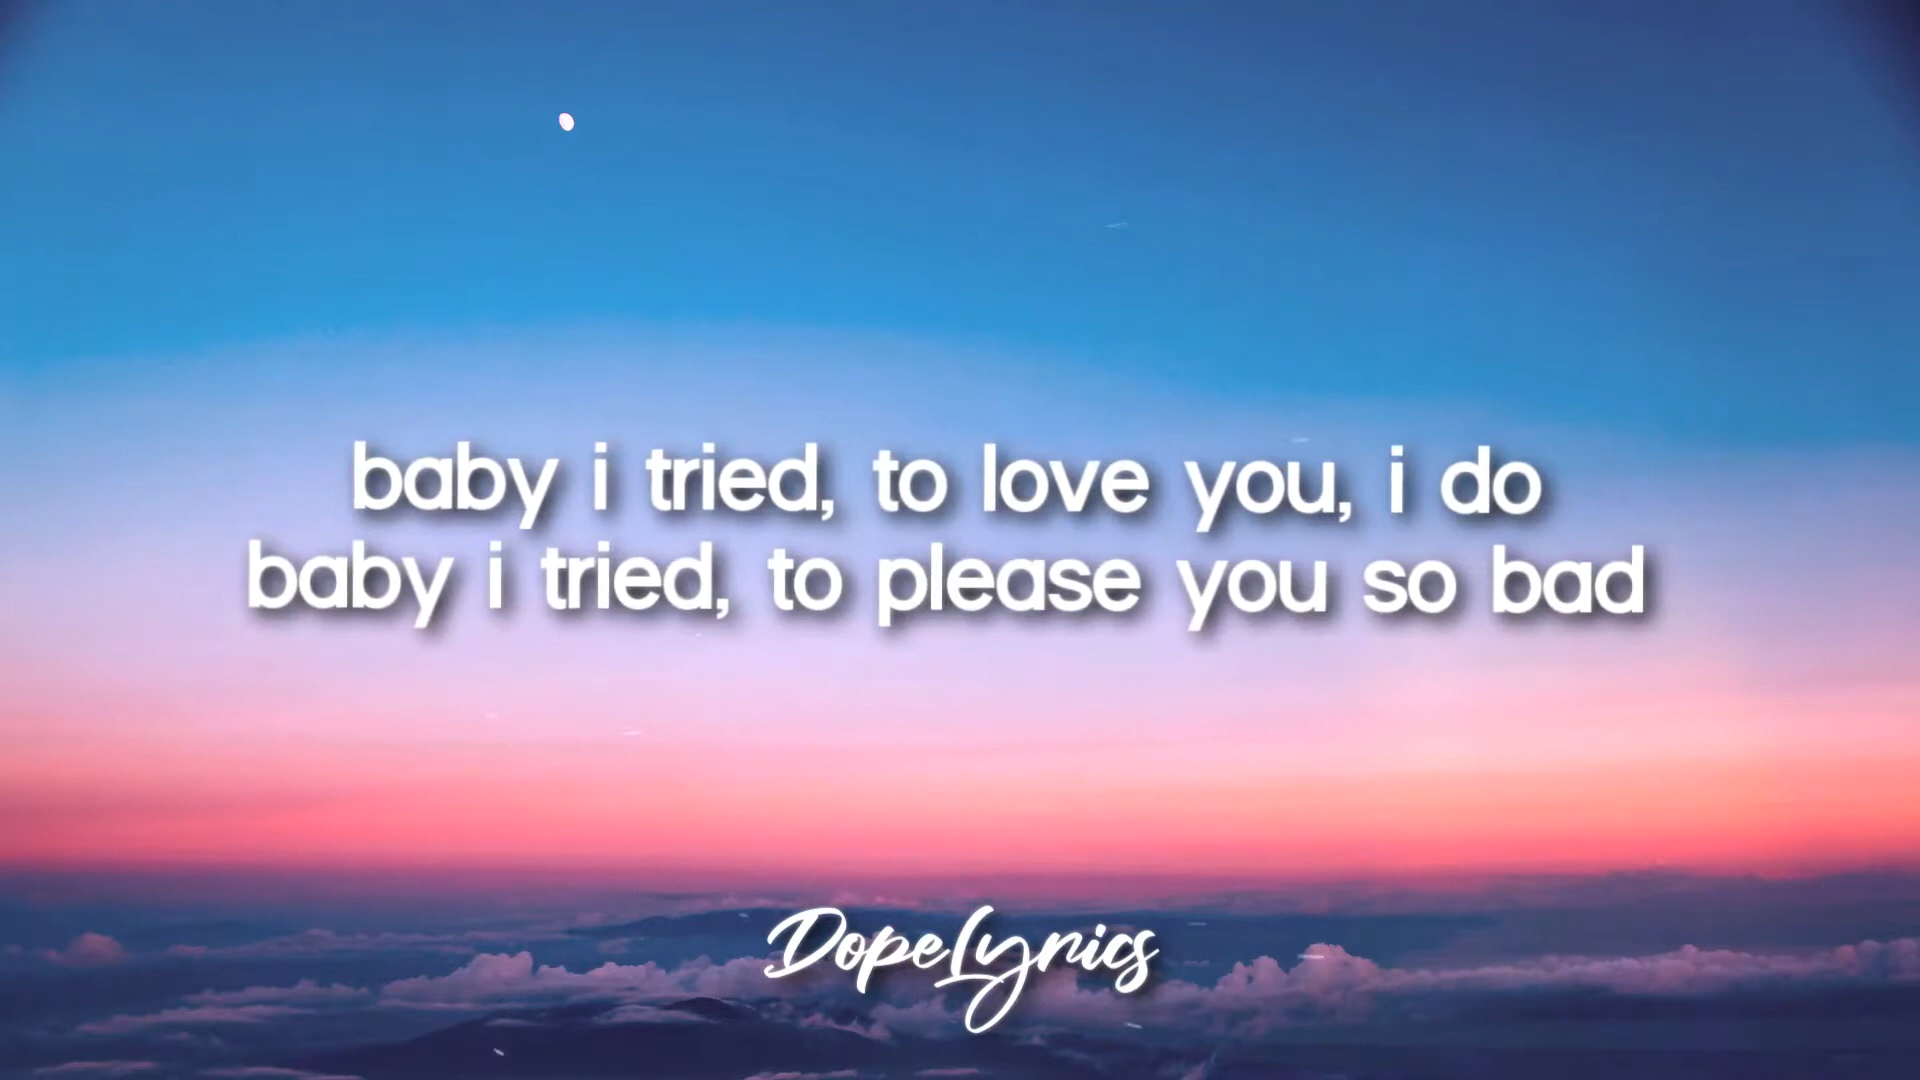 baby i tried, to love you, i do
baby i tried, to please you so bad
DopeLyrics